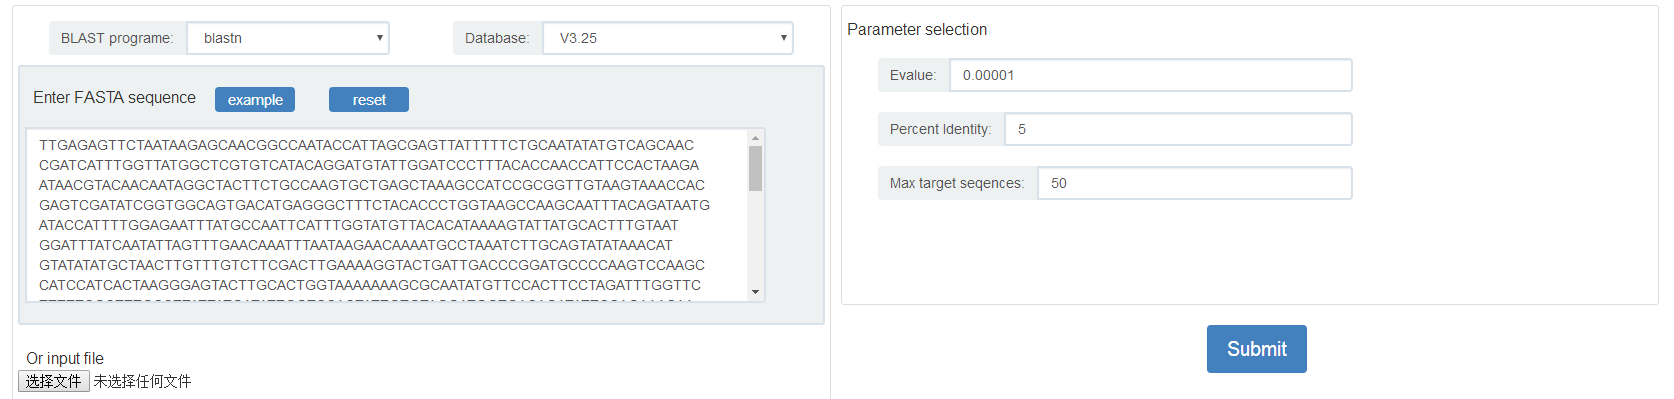 BLAST programe: blastn Database: V3.25
Enter FASTA sequence example reset
TTGAGAGTTCTAATAAGAGCAACGGCCAATACCATTAGCGAGTTATTTTTCTGCAATATATGTCAGCAAC
CGATCATTTGGTTATGGCTCGTGTCATACAGGATGTATTGGATCCCTTTACACCAACCATTCCACTAAGA
ATAACGTACAACAATAGGCTACTTCTGCCAAGTGCTGAGCTAAAGCCATCCGCGGTTGTAAGTAAACCAC
GAGTCGATATCGGTGGCAGTGACATGAGGGCTTTCTACACCCTGGTAAGCCAAGCAATTTACAGATAATG
ATACCATTTTGGAGAATTTATGCCAATTCATTTGGTATGTTACACATAAAAGTATTATGCACTTTGTAAT
GGATTTATCAATATTAGTTTGAACAAATTTAATAAGAACAAAATGCCTAAATCTTGCAGTATATAAACAT
GTATATATGCTAACTTGTTTGTCTTCGACTTGAAAAGGTACTGATTGACCCGGATGCCCCAAGTCCAAGC
CATCCATCACTAAGGGAGTACTTGCACTGGTAAAAAAAGCGCAATATGTTCCACTTCCTAGATTTGGTTC
Or input file
选择文件 未选择任何文件
Parameter selection
Evalue: 0.00001
Percent Identity: 5
Max target seqences: 50
Submit